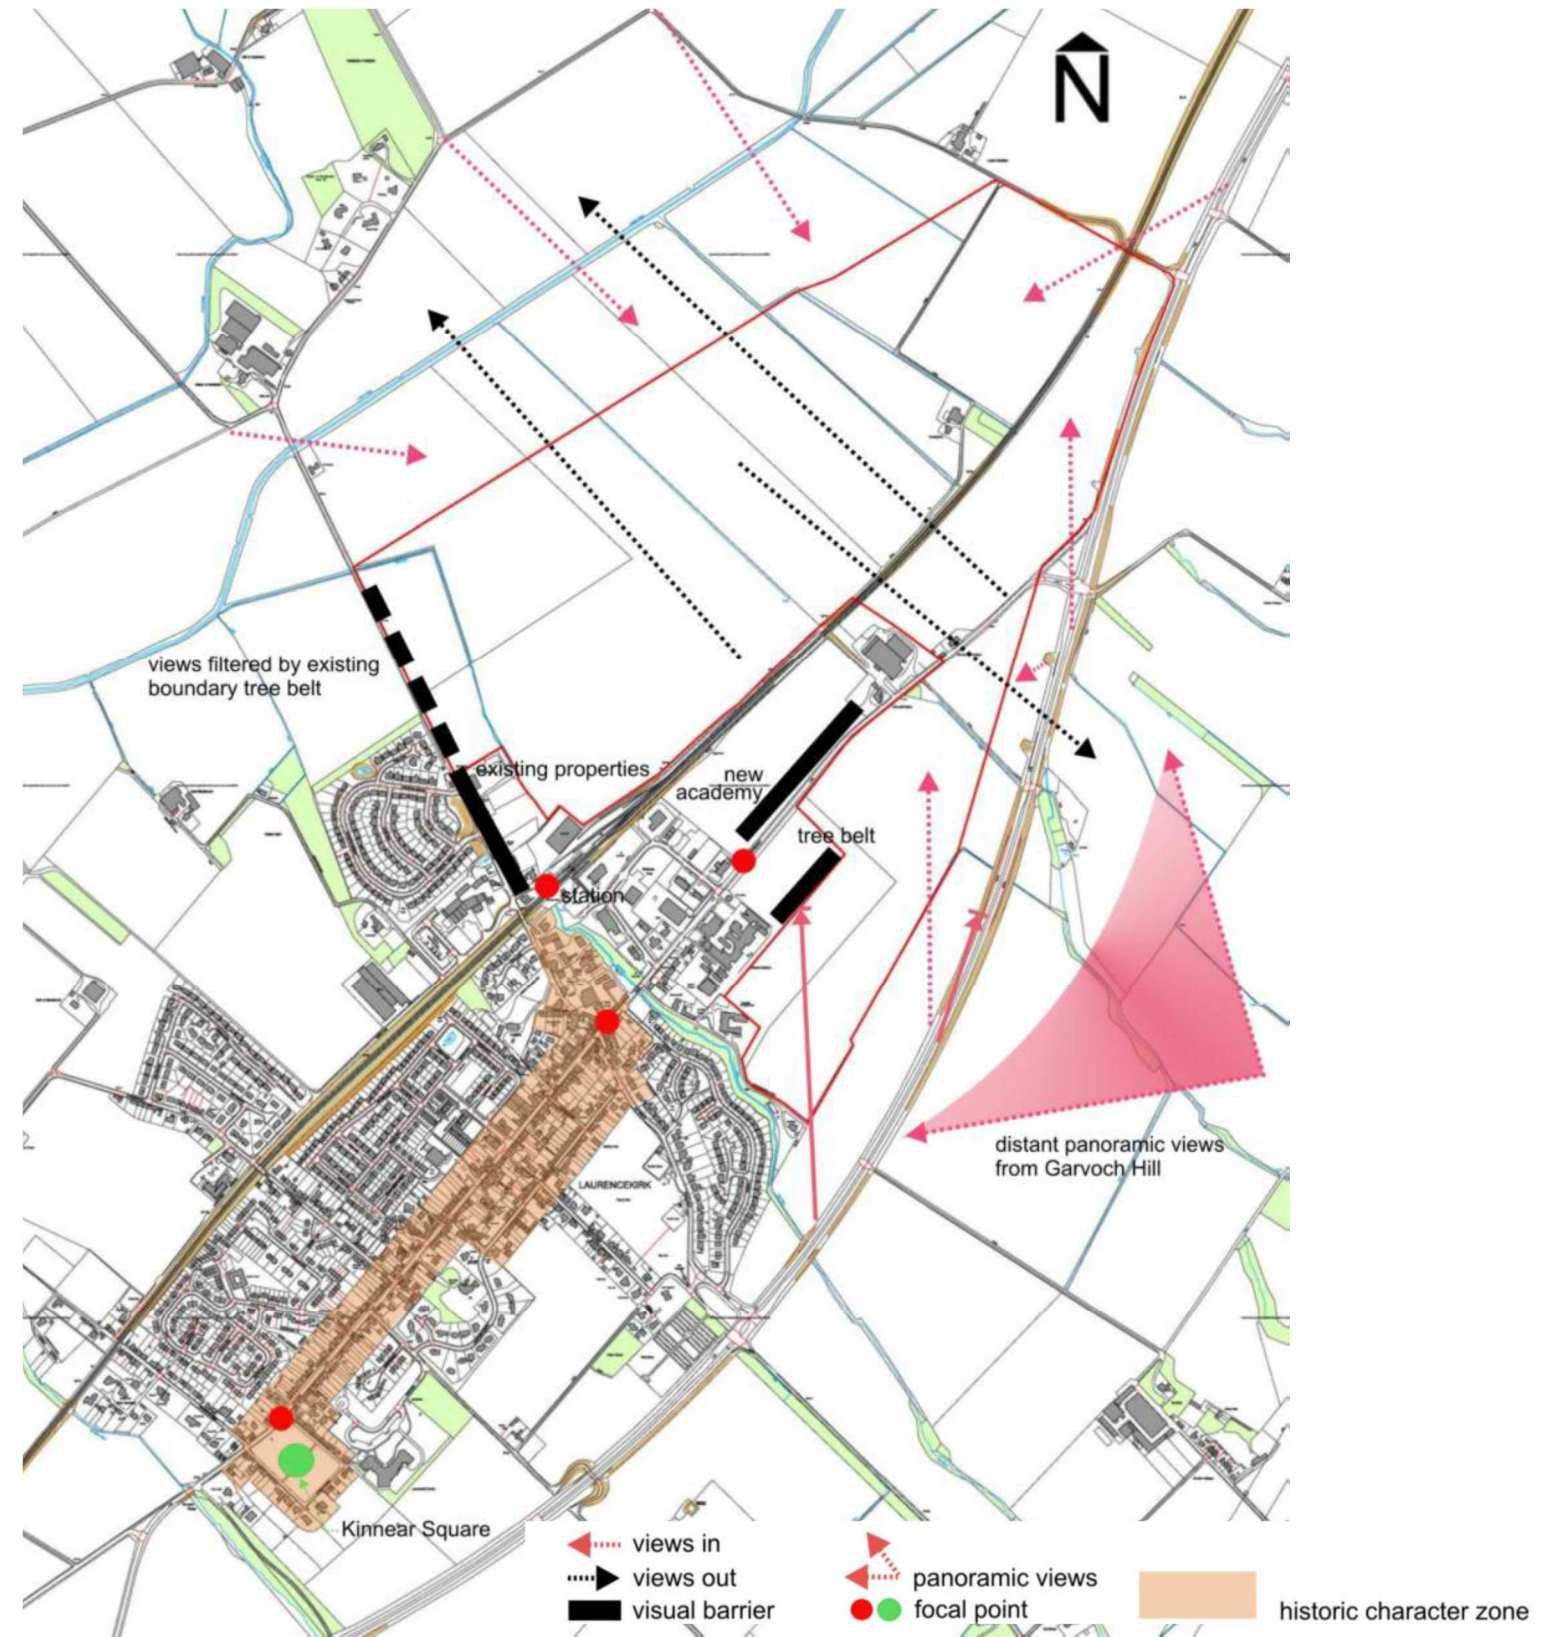 N
views filtered by existing
boundary tree belt
existing properties
new
academy
tree belt
station
distant panoramic views
from Garvoch Hill
LAURENCEKIRK
Kinnear Square
views in
views out
visual barrier
panoramic views
focal point
historic character zone